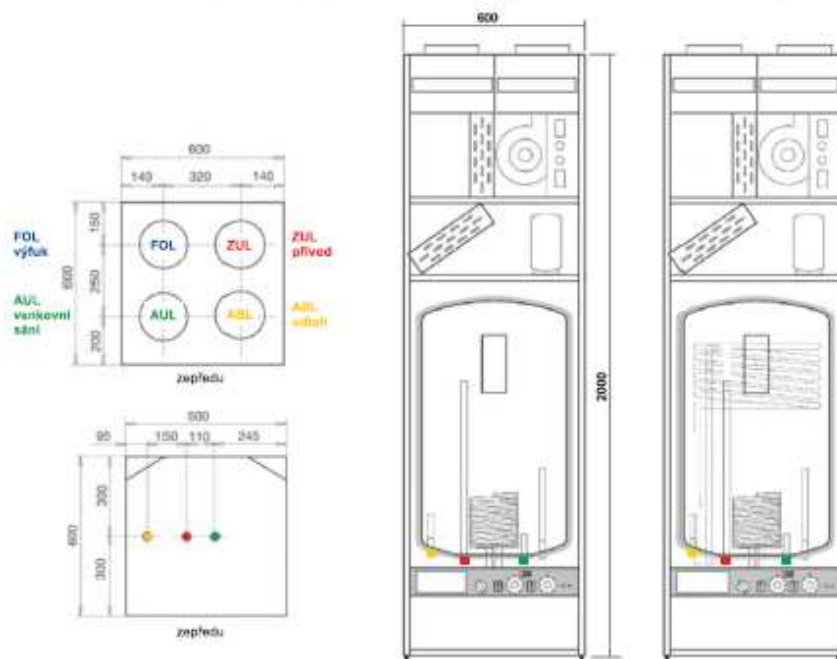 600
2000
600
140 320 140
600
150
250
200
FOL
výfuk
FOL
ZUL
ZUL
přívod
AUL
venkovní
sání
AUL
ABL
ABL
odtah
zepředu
600
95 150 110 245
600
300
300
zepředu